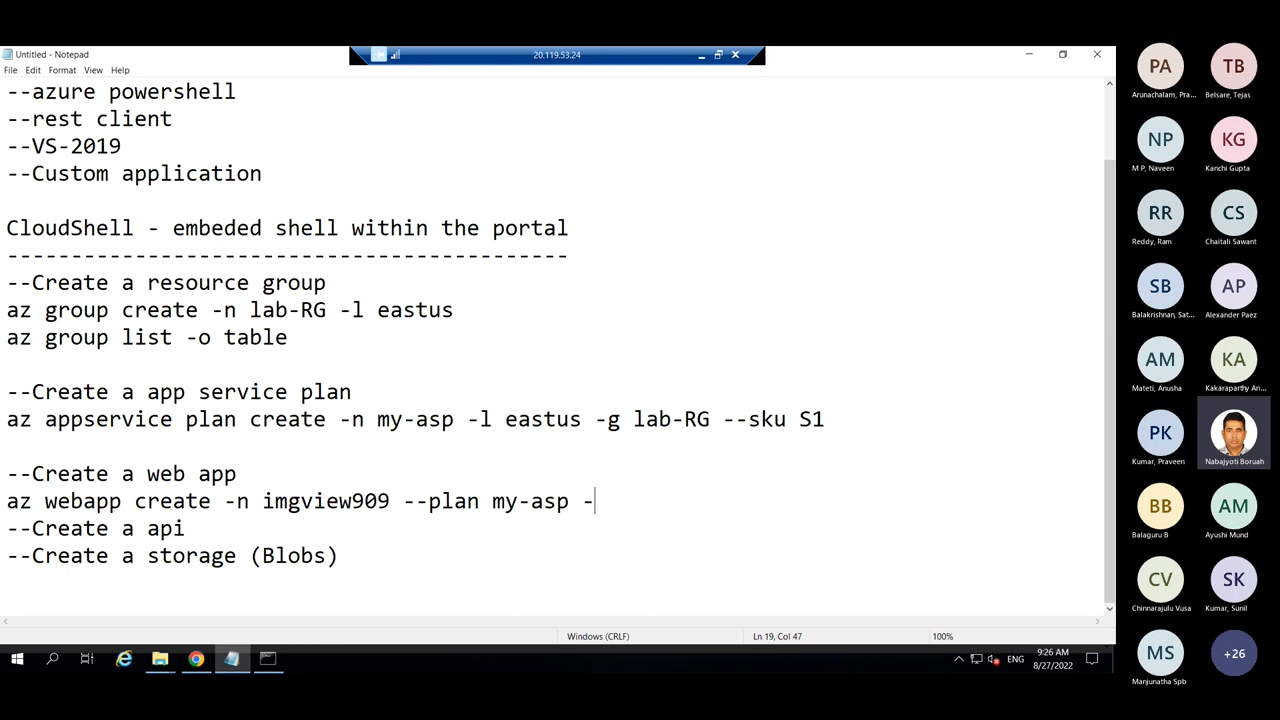 Untitled - Notepad
20.119.53.24
File Edit Format View Help
--azure powershell
--rest client
--VS-2019
--Custom application
CloudShell - embeded shell within the portal
--------------------------------------------
--Create a resource group
az group create -n lab-RG -l eastus
az group list -o table
--Create a app service plan
az appservice plan create -n my-asp -l eastus -g lab-RG --sku S1
--Create a web app
az webapp create -n imgview909 --plan my-asp -
--Create a api
--Create a storage (Blobs)
Windows (CRLF) Ln 19, Col 47 100%
ENG
9:26 AM
8/27/2022
PA TB
Arunachalam, Pra... Belsare, Tejas
NP KG
M P, Naveen Kanchi Gupta
RR CS
Reddy, Ram Chaitali Sawant
SB AP
Balakrishnan, Sat... Alexander Paez
AM KA
Mateti, Anusha Kakaraparthy An...
PK
Kumar, Praveen Nabajyoti Boruah
BB AM
Balaguru B Ayushi Mund
CV SK
Chinnarajulu Vusa Kumar, Sunil
MS +26
Manjunatha Spb